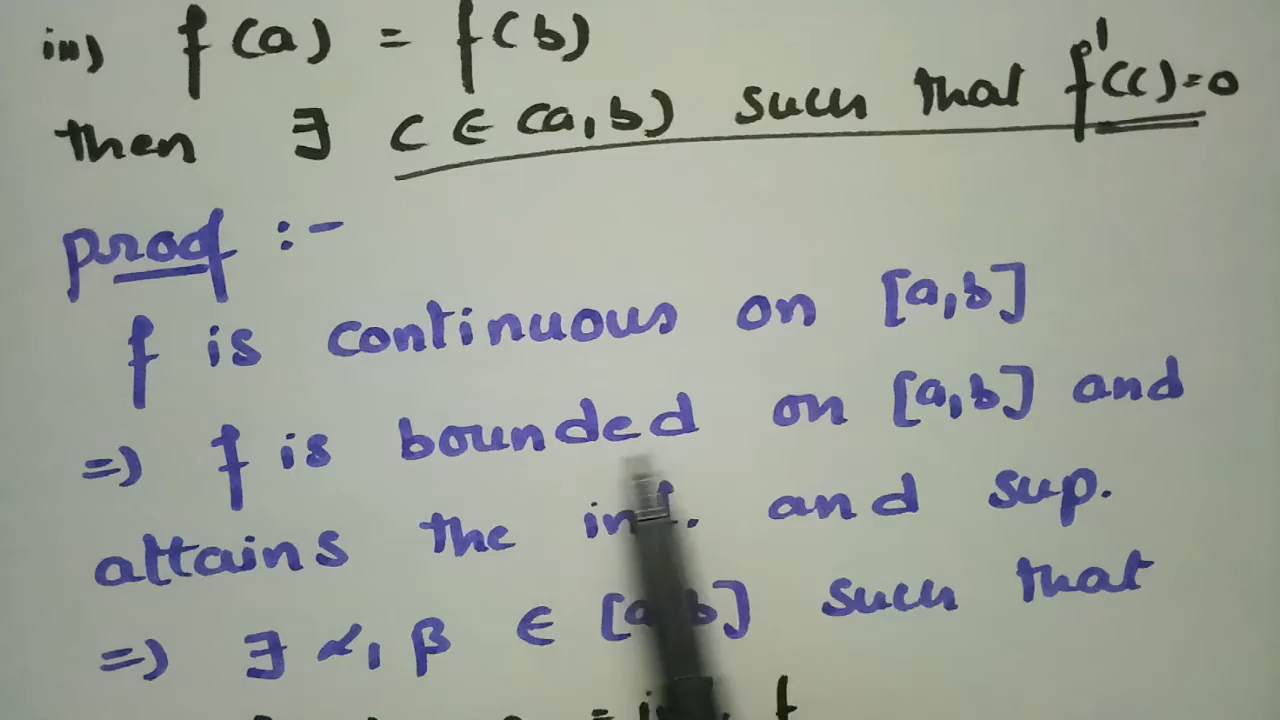 iii) f(a) = f(b)
then ∃ c ∈ (a,b) such that f'(c)=0
proof :-
f is continuous on [a,b]
=) f is bounded on [a,b] and
attains the inf. and sup.
=) ∃ α, β ∈ [a,b] such that